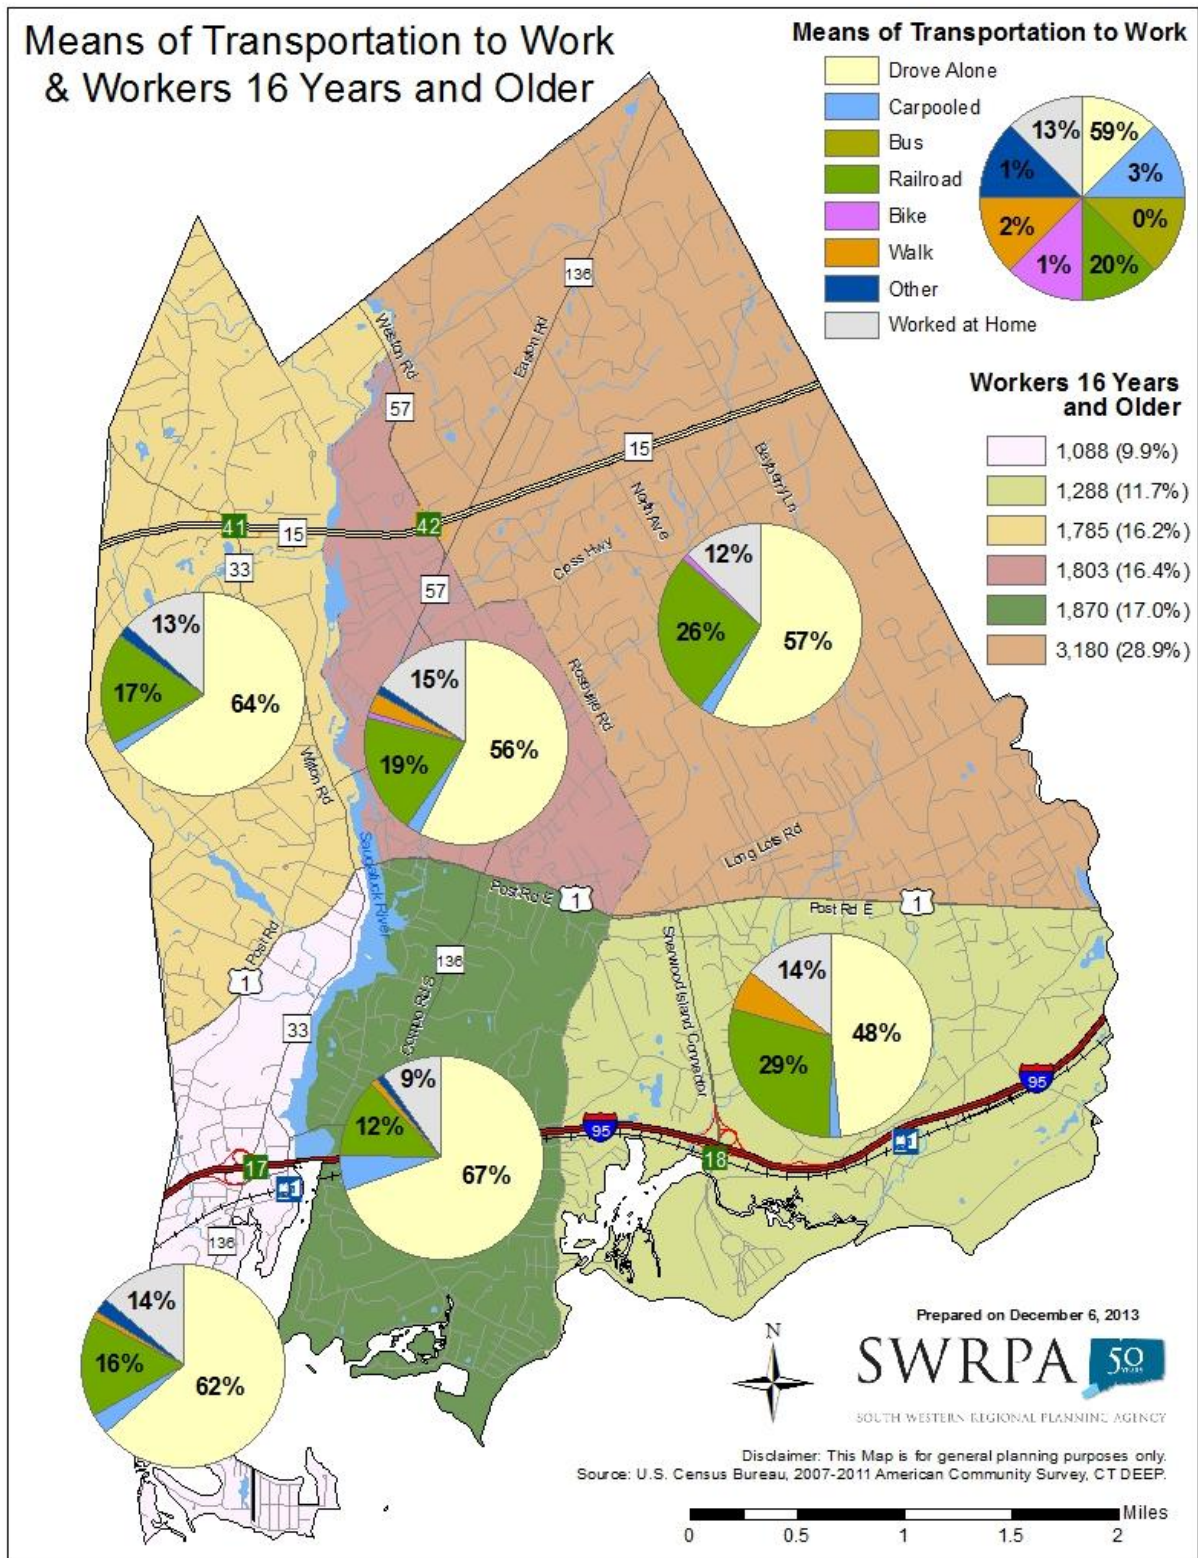 Means of Transportation to Work
& Workers 16 Years and Older
Means of Transportation to Work
Drove Alone
Carpooled
Bus
Railroad
Bike
Walk
Other
Worked at Home
13%
59%
1%
3%
2%
0%
1%
20%
Workers 16 Years
and Older
1,088 (9.9%)
1,288 (11.7%)
1,785 (16.2%)
1,803 (16.4%)
1,870 (17.0%)
3,180 (28.9%)
136
Weston Rd
Easton Rd
57
15
Bayberry Ln
North Ave
41
15
42
33
Coss Hwy
57
12%
26%
57%
13%
17%
64%
15%
19%
56%
Roseville Rd
Wilton Rd
Long Lots Rd
Saugatuck River
Post Rd E
1
Post Rd E
1
Post Rd
1
136
Sherwood Island Connector
Compo Rd S
33
14%
48%
29%
9%
12%
67%
95
95
18
17
136
14%
16%
62%
Prepared on December 6, 2013
N
SWRPA
50
YEARS
SOUTH WESTERN REGIONAL PLANNING AGENCY
Disclaimer: This Map is for general planning purposes only.
Source: U.S. Census Bureau, 2007-2011 American Community Survey, CT DEEP.
Miles
0 0.5 1 1.5 2